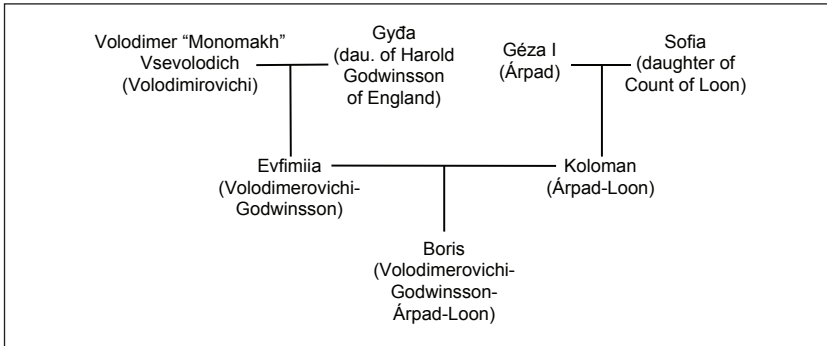 Volodimer “Monomakh”
Vsevolodich
(Volodimirovichi)
Gyđa
(dau. of Harold
Godwinsson
of England)
Géza I
(Árpad)
Sofia
(daughter of
Count of Loon)
Evfimiia
(Volodimerovichi-
Godwinsson)
Koloman
(Árpad-Loon)
Boris
(Volodimerovichi-
Godwinsson-
Árpad-Loon)